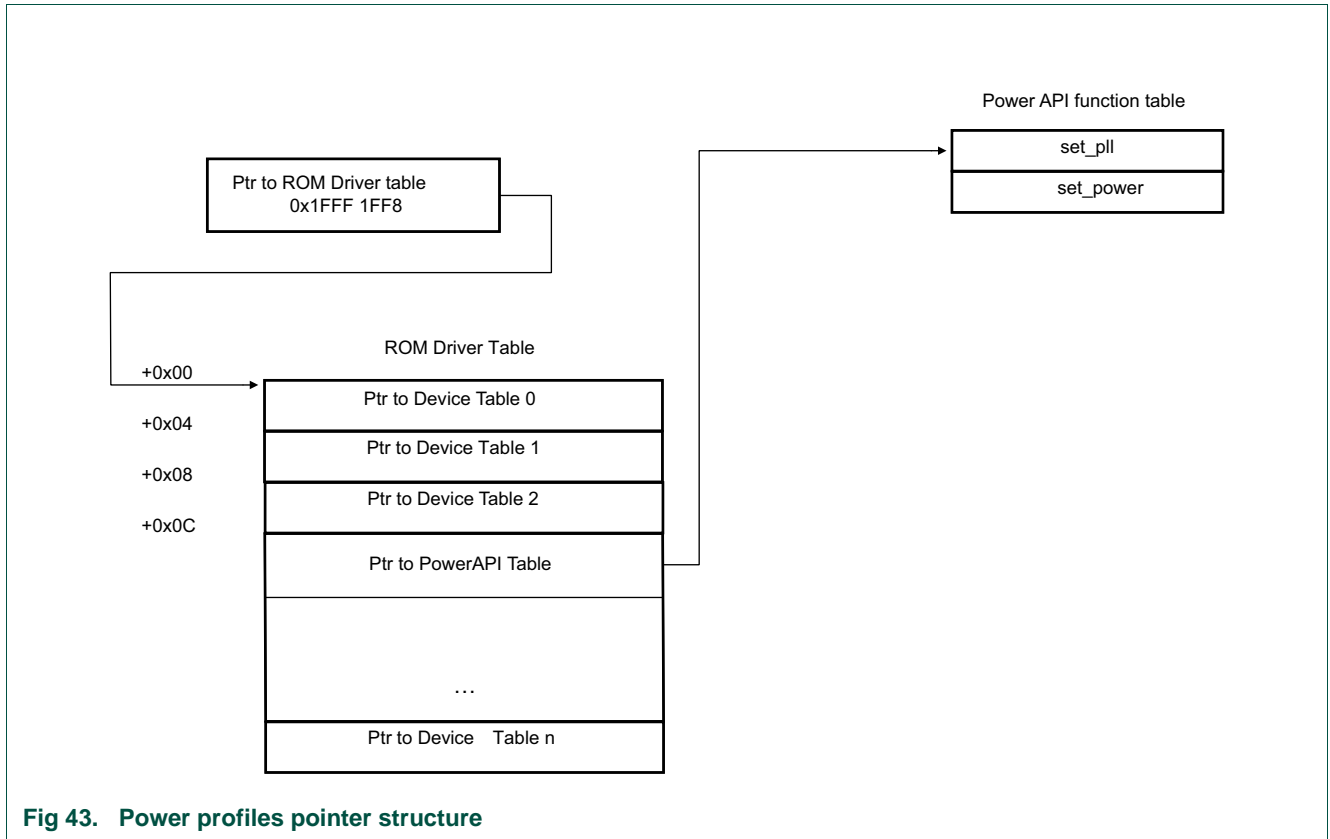 Power API function table
set_pll
set_power
Ptr to ROM Driver table
0x1FFF 1FF8
ROM Driver Table
+0x00
Ptr to Device Table 0
+0x04
Ptr to Device Table 1
+0x08
Ptr to Device Table 2
+0x0C
Ptr to PowerAPI Table
…
Ptr to Device Table n
Fig 43. Power profiles pointer structure